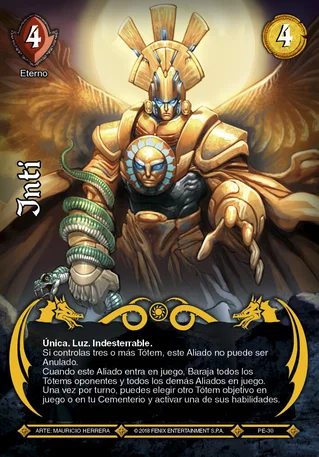 4
4
Eterno
Inti
Única. Luz. Indesterrable.
Si controlas tres o más Tótem, este Aliado no puede ser
Anulado.
Cuando este Aliado entra en juego, Baraja todos los
Tótems oponentes y todos los demás Aliados en juego.
Una vez por turno, puedes elegir otro Tótem objetivo en
juego o en tu Cementerio y activar una de sus habilidades.
ARTE: MAURICIO HERRERA
©2018 FENIX ENTERTAINMENT S.P.A.
PE-30